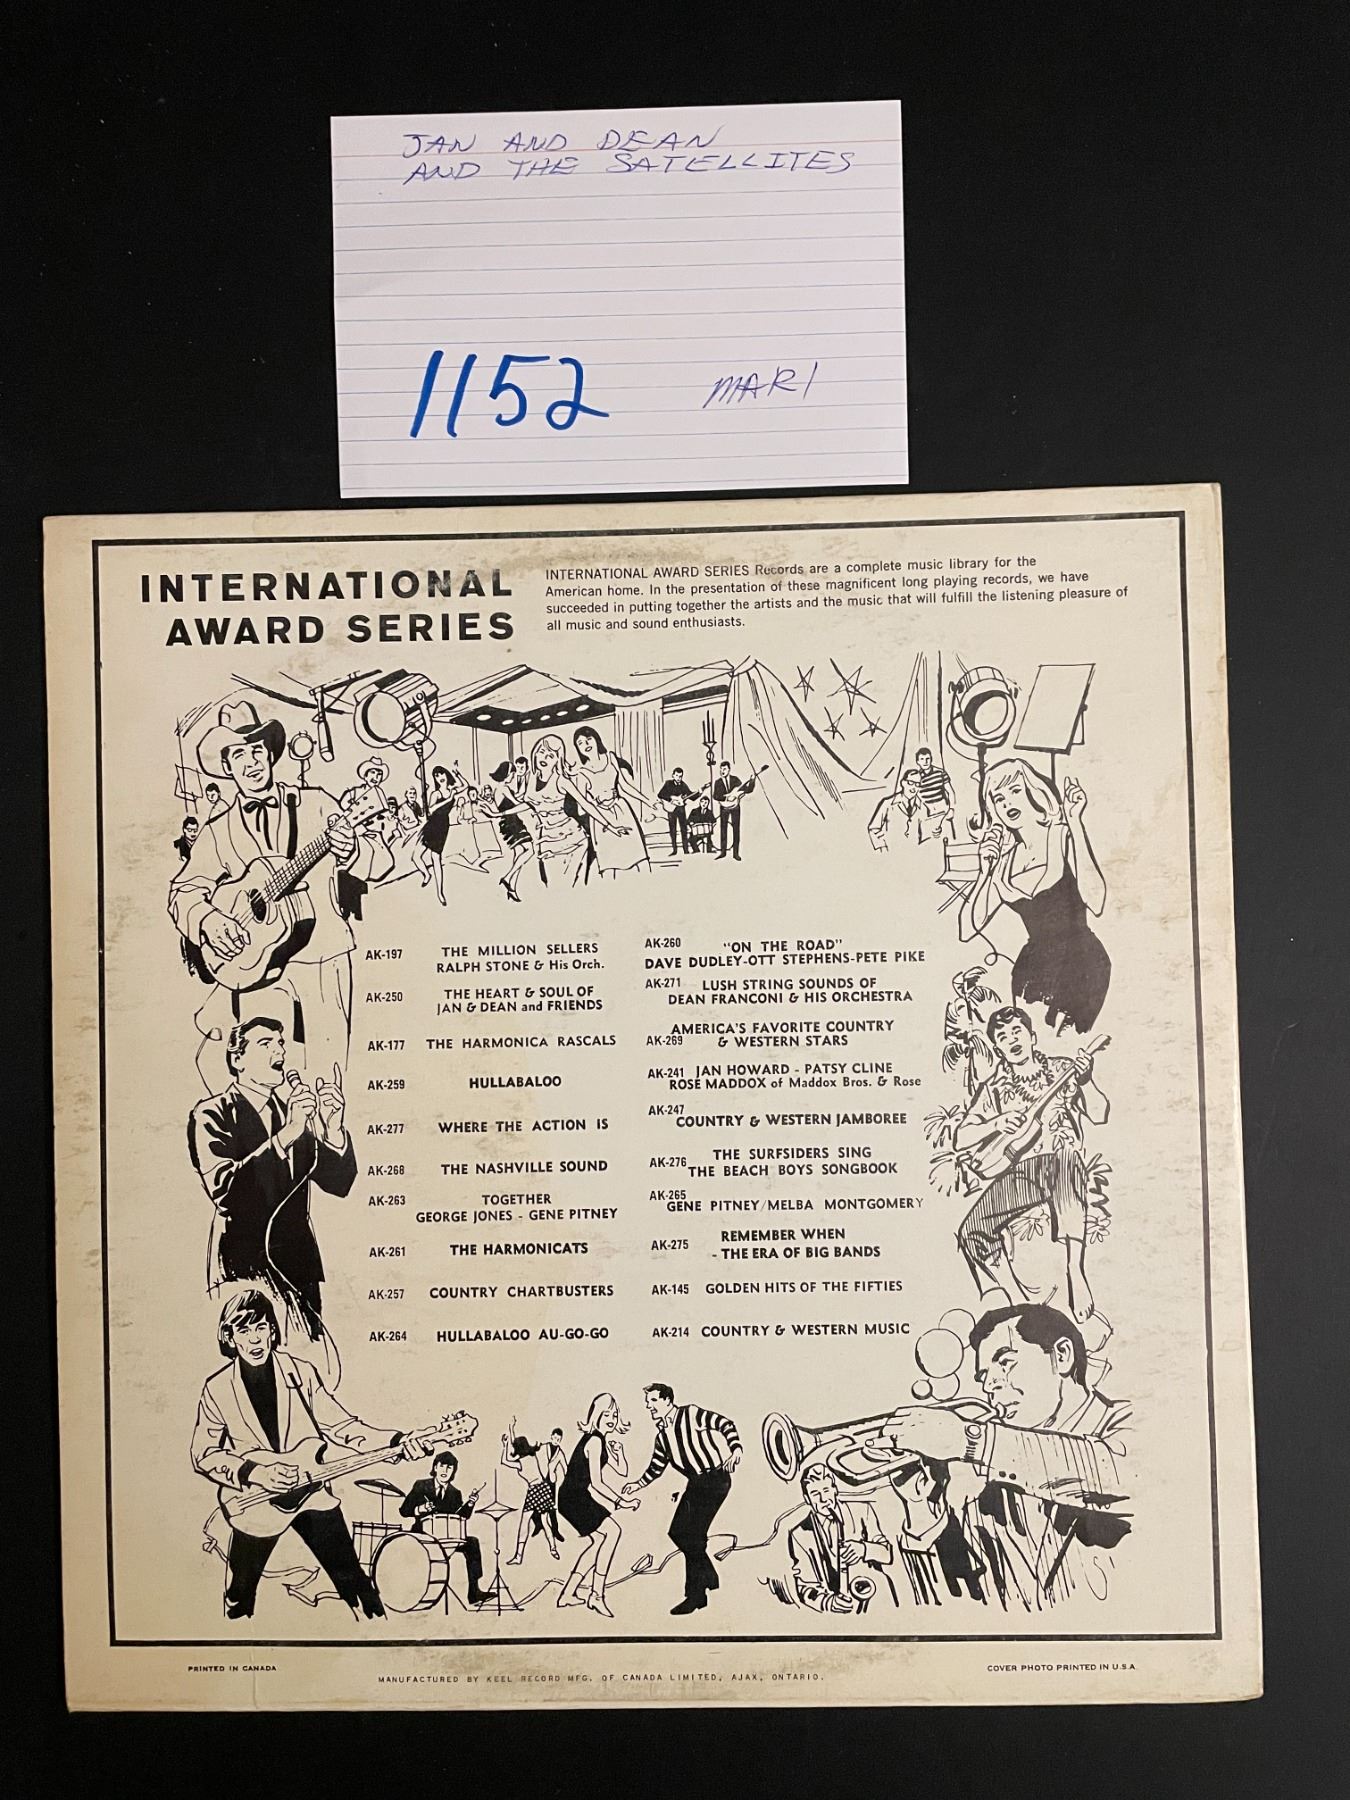 JAN AND DEAN
AND THE SATELLITES
1152 MARI
INTERNATIONAL
AWARD SERIES
INTERNATIONAL AWARD SERIES Records are a complete music library for the
American home. In the presentation of these magnificent long playing records, we have
succeeded in putting together the artists and the music that will fulfill the listening pleasure of
all music and sound enthusiasts.
AK-197 THE MILLION SELLERS
RALPH STONE & His Orch.
AK-250 THE HEART & SOUL OF
JAN & DEAN and FRIENDS
AK-177 THE HARMONICA RASCALS
AK-259 HULLABALOO
AK-277 WHERE THE ACTION IS
AK-268 THE NASHVILLE SOUND
AK-263 TOGETHER
GEORGE JONES - GENE PITNEY
AK-261 THE HARMONICATS
AK-257 COUNTRY CHARTBUSTERS
AK-264 HULLABALOO AU-GO-GO
AK-260 "ON THE ROAD"
DAVE DUDLEY-OTT STEPHENS-PETE PIKE
AK-271 LUSH STRING SOUNDS OF
DEAN FRANCONI & HIS ORCHESTRA
AMERICA'S FAVORITE COUNTRY
AK-269 & WESTERN STARS
AK-241 JAN HOWARD - PATSY CLINE
ROSE MADDOX of Maddox Bros. & Rose
AK-247 COUNTRY & WESTERN JAMBOREE
AK-276 THE SURFSIDERS SING
THE BEACH BOYS SONGBOOK
AK-265 GENE PITNEY/MELBA MONTGOMERY
AK-275 REMEMBER WHEN
- THE ERA OF BIG BANDS
AK-145 GOLDEN HITS OF THE FIFTIES
AK-214 COUNTRY & WESTERN MUSIC
PRINTED IN CANADA
MANUFACTURED BY KEEL RECORD MFG. OF CANADA LIMITED, AJAX, ONTARIO.
COVER PHOTO PRINTED IN U.S.A.